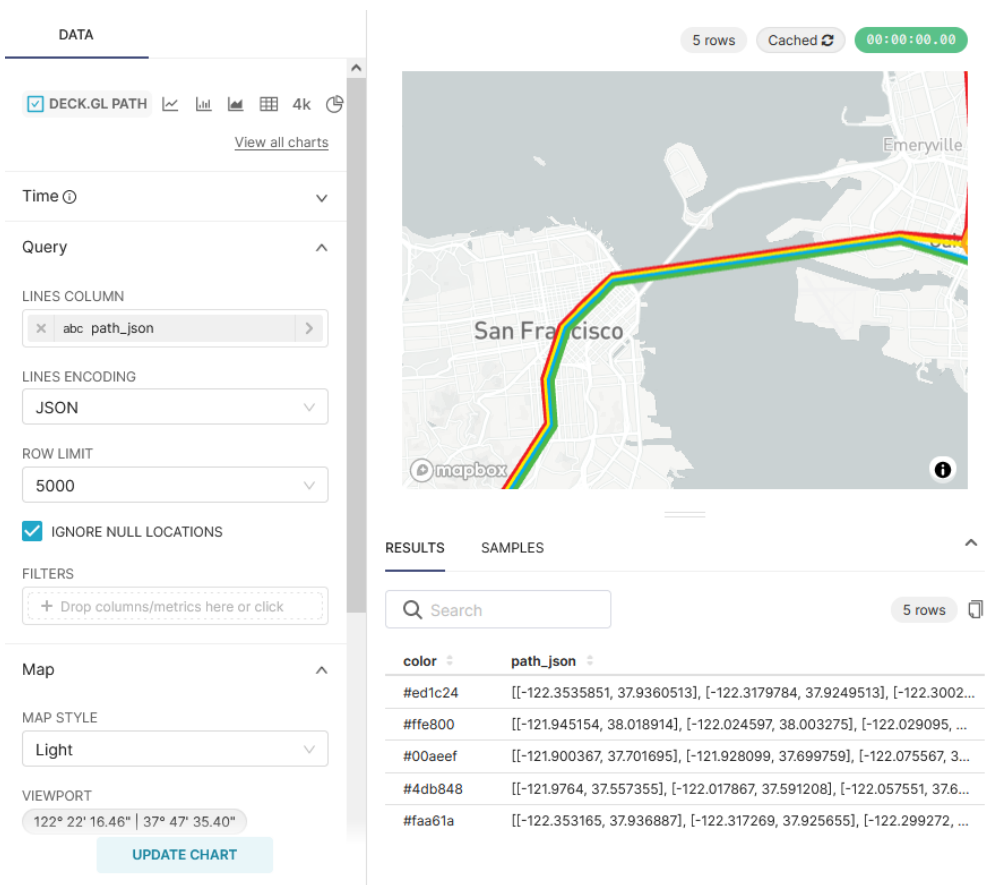 DATA
DECK.GL PATH
4k
View all charts
Time
Query
LINES COLUMN
abc path_json
LINES ENCODING
JSON
ROW LIMIT
5000
IGNORE NULL LOCATIONS
FILTERS
+ Drop columns/metrics here or click
Map
MAP STYLE
Light
VIEWPORT
122° 22' 16.46" | 37° 47' 35.40"
UPDATE CHART
5 rows Cached 00:00:00.00
Emeryville
San Francisco
mapbox
RESULTS SAMPLES
Search
5 rows
color path_json
#ed1c24 [[-122.3535851, 37.9360513], [-122.3179784, 37.9249513], [-122.3002...
#ffe800 [[-121.945154, 38.018914], [-122.024597, 38.003275], [-122.029095, ...
#00aeef [[-121.900367, 37.701695], [-121.928099, 37.699759], [-122.075567, 3...
#4db848 [[-121.9764, 37.557355], [-122.017867, 37.591208], [-122.057551, 37.6...
#faa61a [[-122.353165, 37.936887], [-122.317269, 37.925655], [-122.299272, ...